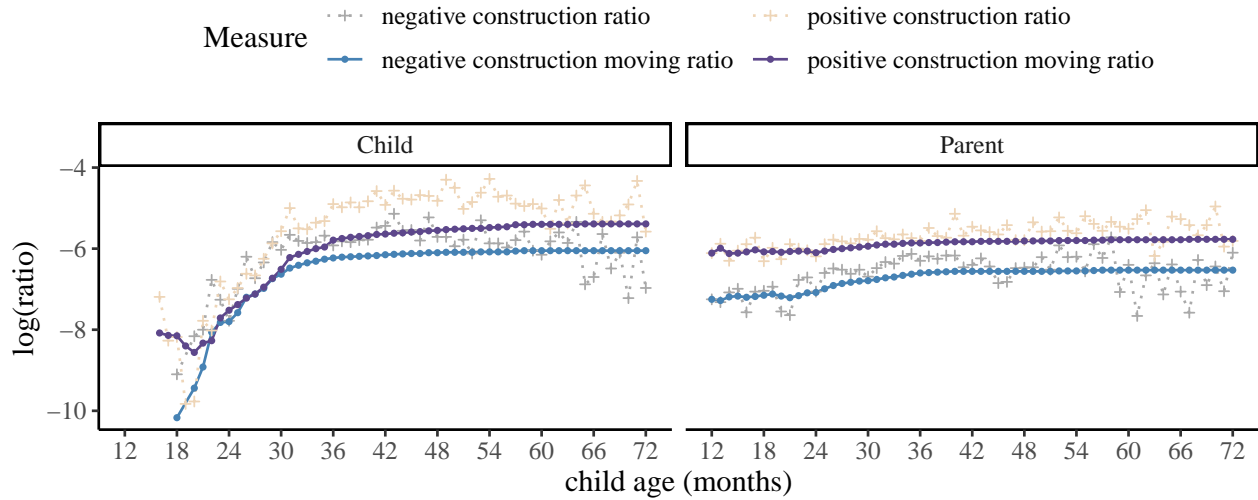 Measure
negative construction ratio
positive construction ratio
negative construction moving ratio
positive construction moving ratio
Child
Parent
log(ratio)
−4
−6
−8
−10
12 18 24 30 36 42 48 54 60 66 72
12 18 24 30 36 42 48 54 60 66 72
child age (months)